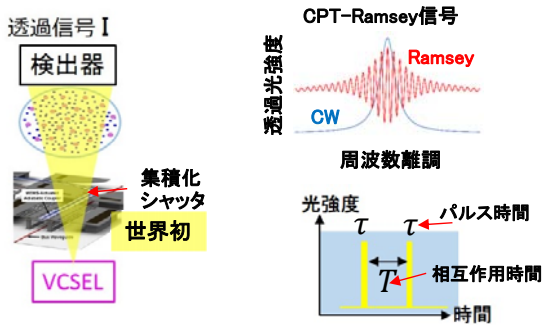 透過信号 I
検出器
集積化
シャッタ
世界初
VCSEL
CPT-Ramsey信号
透過光強度
Ramsey
CW
周波数離調
光強度
τ
τ
パルス時間
T
相互作用時間
時間